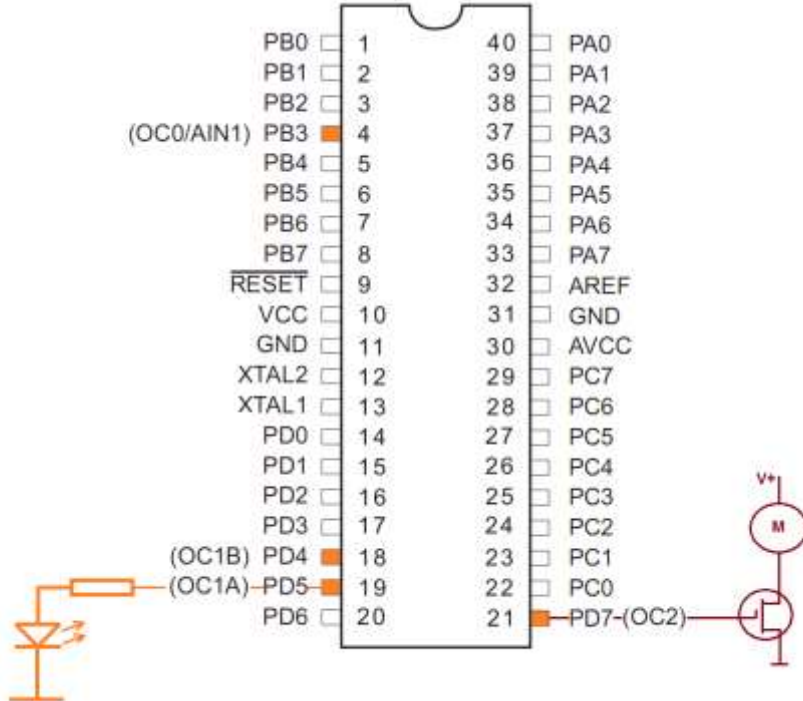 PB0 1 40 PA0
PB1 2 39 PA1
PB2 3 38 PA2
(OC0/AIN1) PB3 4 37 PA3
PB4 5 36 PA4
PB5 6 35 PA5
PB6 7 34 PA6
PB7 8 33 PA7
RESET 9 32 AREF
VCC 10 31 GND
GND 11 30 AVCC
XTAL2 12 29 PC7
XTAL1 13 28 PC6
PD0 14 27 PC5
PD1 15 26 PC4
PD2 16 25 PC3
PD3 17 24 PC2
(OC1B) PD4 18 23 PC1
(OC1A) PD5 19 22 PC0
PD6 20 21 PD7 (OC2)
V+
M